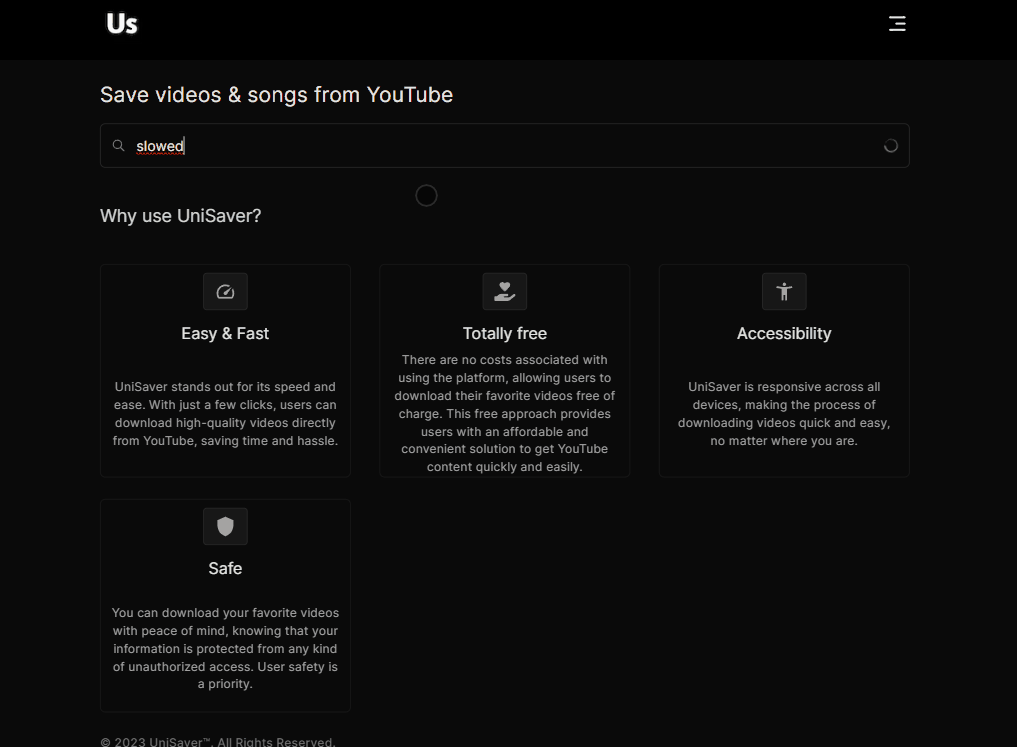 Us
Save videos & songs from YouTube
slowed
Why use UniSaver?
Easy & Fast
UniSaver stands out for its speed and
ease. With just a few clicks, users can
download high-quality videos directly
from YouTube, saving time and hassle.
Totally free
There are no costs associated with
using the platform, allowing users to
download their favorite videos free of
charge. This free approach provides
users with an affordable and
convenient solution to get YouTube
content quickly and easily.
Accessibility
UniSaver is responsive across all
devices, making the process of
downloading videos quick and easy,
no matter where you are.
Safe
You can download your favorite videos
with peace of mind, knowing that your
information is protected from any kind
of unauthorized access. User safety is
a priority.
© 2023 UniSaver™. All Rights Reserved.